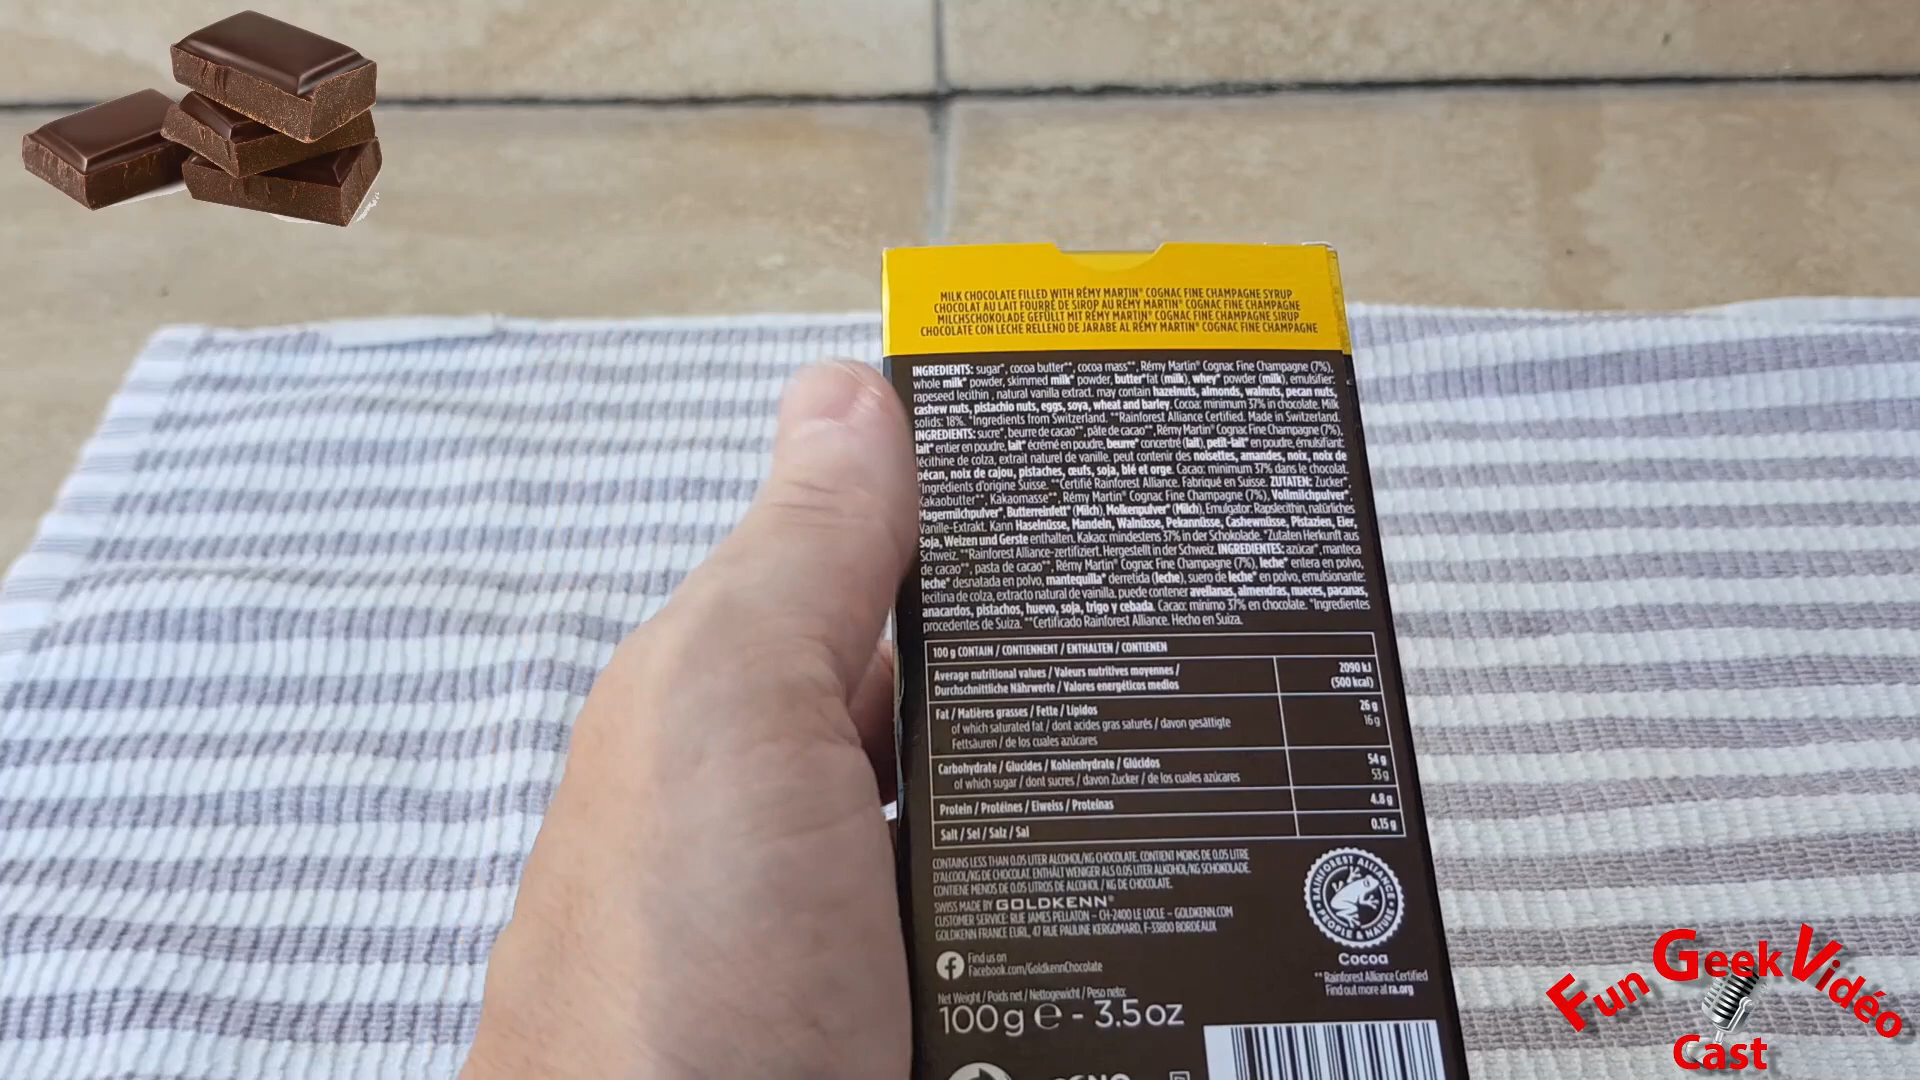 MILK CHOCOLATE FILLED WITH RÉMY MARTIN® COGNAC FINE CHAMPAGNE SYRUP
CHOCOLAT AU LAIT FOURRÉ DE SIROP AU RÉMY MARTIN® COGNAC FINE CHAMPAGNE
MILCHSCHOKOLADE GEFÜLLT MIT RÉMY MARTIN® COGNAC FINE CHAMPAGNE SIRUP
CHOCOLATE CON LECHE RELLENO DE JARABE AL RÉMY MARTIN® COGNAC FINE CHAMPAGNE
INGREDIENTS: sugar*, cocoa butter**, cocoa mass**, Rémy Martin® Cognac Fine Champagne (7%),
whole milk* powder, skimmed milk* powder, butter*fat (milk), whey* powder (milk), emulsifier:
rapeseed lecithin, natural vanilla extract. may contain hazelnuts, almonds, walnuts, pecan nuts,
cashew nuts, pistachio nuts, eggs, soya, wheat and barley. Cocoa: minimum 37% in chocolate. Milk
solids: 18%. *Ingredients from Switzerland. **Rainforest Alliance Certified. Made in Switzerland.
INGREDIENTS: sucre*, beurre de cacao**, pâte de cacao**, Rémy Martin® Cognac Fine Champagne (7%),
lait* entier en poudre, lait* écrémé en poudre, beurre* concentré (lait), petit-lait* en poudre, émulsifiant:
lécithine de colza, extrait naturel de vanille. peut contenir des noisettes, amandes, noix, noix de
pécan, noix de cajou, pistaches, œufs, soja, blé et orge. Cacao: minimum 37% dans le chocolat.
*Ingrédients d'origine Suisse. **Certifié Rainforest Alliance. Fabriqué en Suisse. ZUTATEN: Zucker*,
Kakaobutter**, Kakaomasse**, Rémy Martin® Cognac Fine Champagne (7%), Vollmilchpulver*,
Magermilchpulver*, Butterreinfett* (Milch), Molkenpulver* (Milch), Emulgator: Rapslecithin, natürliches
Vanille-Extrakt. Kann Haselnüsse, Mandeln, Walnüsse, Pekannüsse, Cashewnüsse, Pistazien, Eier,
Soja, Weizen und Gerste enthalten. Kakao: mindestens 37% in der Schokolade. *Zutaten Herkunft aus
Schweiz. **Rainforest Alliance-zertifiziert. Hergestellt in der Schweiz. INGREDIENTES: azúcar*, manteca
de cacao**, pasta de cacao**, Rémy Martin® Cognac Fine Champagne (7%), leche* entera en polvo,
leche* desnatada en polvo, mantequilla* derretida (leche), suero de leche* en polvo, emulsionante:
lecitina de colza, extracto natural de vainilla. puede contener avellanas, almendras, nueces, pacanas,
anacardos, pistachos, huevo, soja, trigo y cebada. Cacao: mínimo 37% en chocolate. *Ingredientes
procedentes de Suiza. **Certificado Rainforest Alliance. Hecho en Suiza.
100 g CONTAIN / CONTIENNENT / ENTHALTEN / CONTIENEN
Average nutritional values / Valeurs nutritives moyennes / 2090 kJ
Durchschnittliche Nährwerte / Valores energéticos medios (500 kcal)
Fat / Matières grasses / Fette / Lípidos 26 g
of which saturated fat / dont acides gras saturés / davon gesättigte 16 g
Fettsäuren / de los cuales azúcares
Carbohydrate / Glucides / Kohlenhydrate / Glúcidos 54 g
of which sugar / dont sucres / davon Zucker / de los cuales azúcares 53 g
Protein / Protéines / Eiweiss / Proteínas 4.8 g
Salt / Sel / Salz / Sal 0.15 g
CONTAINS LESS THAN 0.05 LITER ALCOHOL/KG CHOCOLATE. CONTIENT MOINS DE 0.05 LITRE
D'ALCOOL/KG DE CHOCOLAT. ENTHÄLT WENIGER ALS 0.05 LITER ALKOHOL/KG SCHOKOLADE.
CONTIENE MENOS DE 0.05 LITROS DE ALCOHOL / KG DE CHOCOLATE.
SWISS MADE BY GOLDKENN®
CUSTOMER SERVICE: RUE JAMES PELLATON – CH-2400 LE LOCLE – GOLDKENN.COM
GOLDKENN FRANCE EURL, 47 RUE PAULINE KERGOMARD, F-33800 BORDEAUX
Find us on
Facebook.com/GoldkennChocolate
Net Weight / Poids net / Nettogewicht / Peso neto:
100g e - 3.5oz
RAINFOREST ALLIANCE
PEOPLE & NATURE
Cocoa
**Rainforest Alliance Certified
Find out more at ra.org
Fun Geek Vidéo
Cast